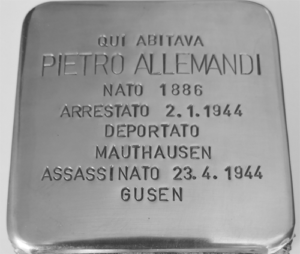 QUI ABITAVA
PIETRO ALLEMANDI
NATO 1886
ARRESTATO 2.1.1944
DEPORTATO
MAUTHAUSEN
ASSASSINATO 23.4.1944
GUSEN